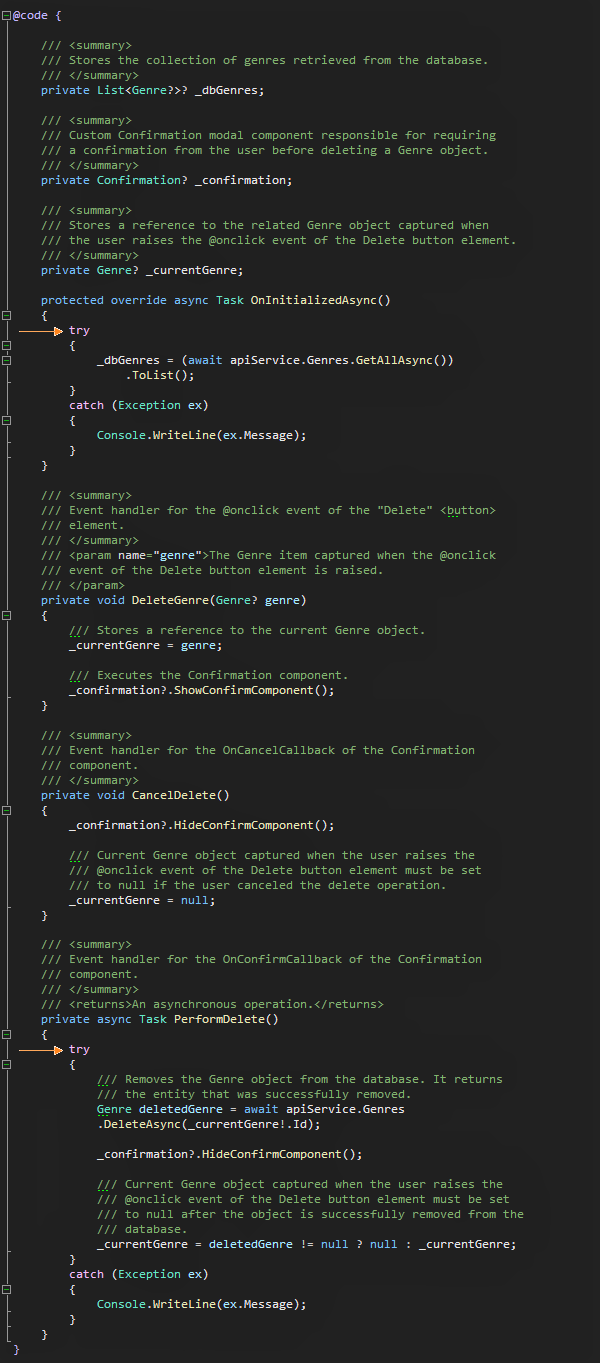 @code {
/// <summary>
/// Stores the collection of genres retrieved from the database.
/// </summary>
private List<Genre?>? _dbGenres;
/// <summary>
/// Custom Confirmation modal component responsible for requiring
/// a confirmation from the user before deleting a Genre object.
/// </summary>
private Confirmation? _confirmation;
/// <summary>
/// Stores a reference to the related Genre object captured when
/// the user raises the @onclick event of the Delete button element.
/// </summary>
private Genre? _currentGenre;
protected override async Task OnInitializedAsync()
{
try
{
_dbGenres = (await apiService.Genres.GetAllAsync())
.ToList();
}
catch (Exception ex)
{
Console.WriteLine(ex.Message);
}
}
/// <summary>
/// Event handler for the @onclick event of the "Delete" <button>
/// element.
/// </summary>
/// <param name="genre">The Genre item captured when the @onclick
/// event of the Delete button element is raised.
/// </param>
private void DeleteGenre(Genre? genre)
{
/// Stores a reference to the current Genre object.
_currentGenre = genre;
/// Executes the Confirmation component.
_confirmation?.ShowConfirmComponent();
}
/// <summary>
/// Event handler for the OnCancelCallback of the Confirmation
/// component.
/// </summary>
private void CancelDelete()
{
_confirmation?.HideConfirmComponent();
/// Current Genre object captured when the user raises the
/// @onclick event of the Delete button element must be set
/// to null if the user canceled the delete operation.
_currentGenre = null;
}
/// <summary>
/// Event handler for the OnConfirmCallback of the Confirmation
/// component.
/// </summary>
/// <returns>An asynchronous operation.</returns>
private async Task PerformDelete()
{
try
{
/// Removes the Genre object from the database. It returns
/// the entity that was successfully removed.
Genre deletedGenre = await apiService.Genres
.DeleteAsync(_currentGenre!.Id);
_confirmation?.HideConfirmComponent();
/// Current Genre object captured when the user raises the
/// @onclick event of the Delete button element must be set
/// to null after the object is successfully removed from the
/// database.
_currentGenre = deletedGenre != null ? null : _currentGenre;
}
catch (Exception ex)
{
Console.WriteLine(ex.Message);
}
}
}